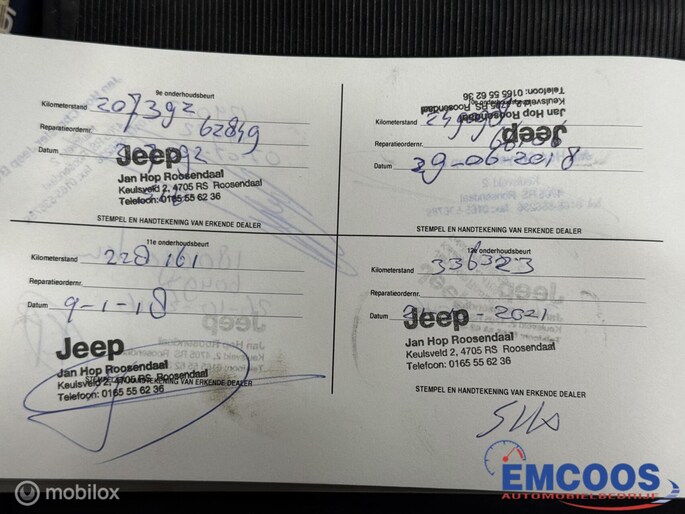 9e onderhoudsbeurt
Kilometerstand 207392
Reparatieordernr. 62849
Datum
Jeep
Jan Hop Roosendaal
Keulsveld 2, 4705 RS Roosendaal
Telefoon: 0165 55 62 36
STEMPEL EN HANDTEKENING VAN ERKENDE DEALER
Telefoon: 0165 55 62 36
Keulsveld 2, 4705 RS Roosendaal
Jan Hop Roosendaal
Jeep
Kilometerstand
Reparatieordernr.
Datum 29-06-2018
STEMPEL EN HANDTEKENING VAN ERKENDE DEALER
11e onderhoudsbeurt
Kilometerstand 228161
Reparatieordernr.
Datum 9-1-18
Jeep
Jan Hop Roosendaal
Keulsveld 2, 4705 RS Roosendaal
STEMPEL EN HANDTEKENING VAN ERKENDE DEALER
Telefoon: 0165 55 62 36
12e onderhoudsbeurt
Kilometerstand 336323
Reparatieordernr.
Datum 2021
Jeep
Jan Hop Roosendaal
Keulsveld 2, 4705 RS Roosendaal
Telefoon: 0165 55 62 36
STEMPEL EN HANDTEKENING VAN ERKENDE DEALER
mobilox
EMCOOS
AUTOMOBIELBEDRIJF